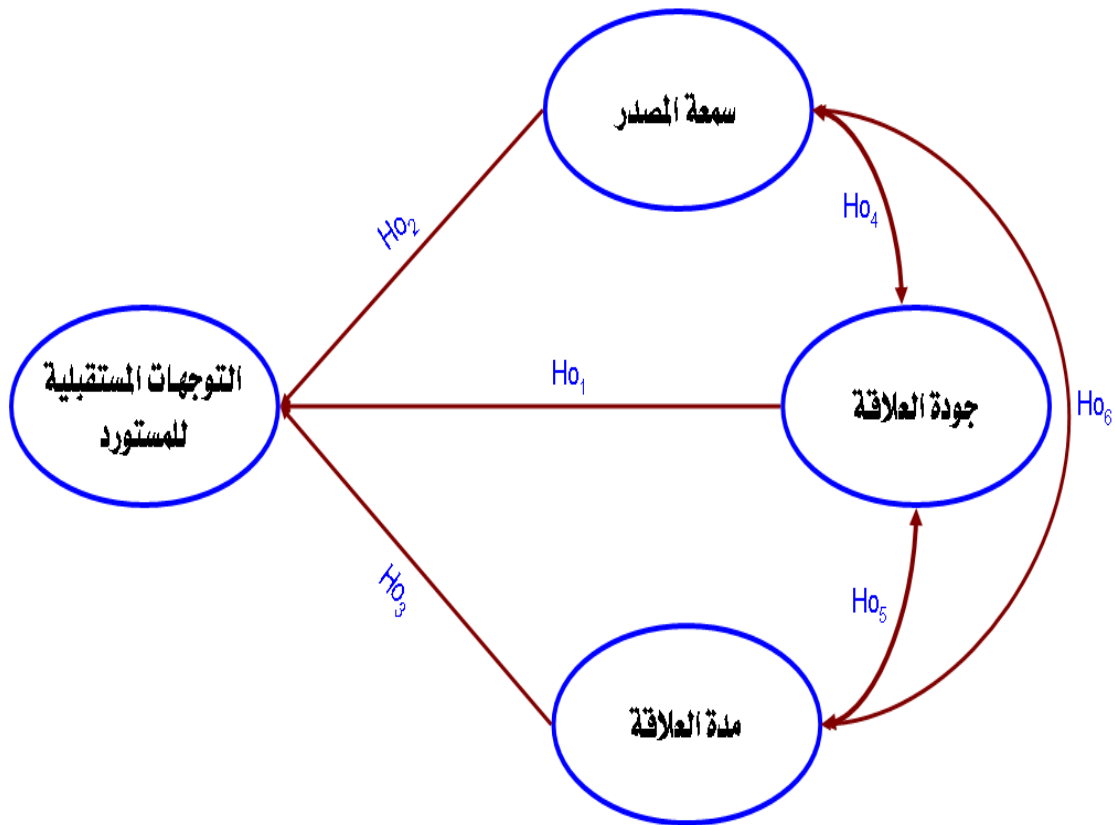 سمعة المصدر
Ho₂
Ho₄
التوجهات المستقبلية
للمستورد
Ho₁
جودة العلاقة
Ho₆
Ho₃
Ho₅
مدة العلاقة